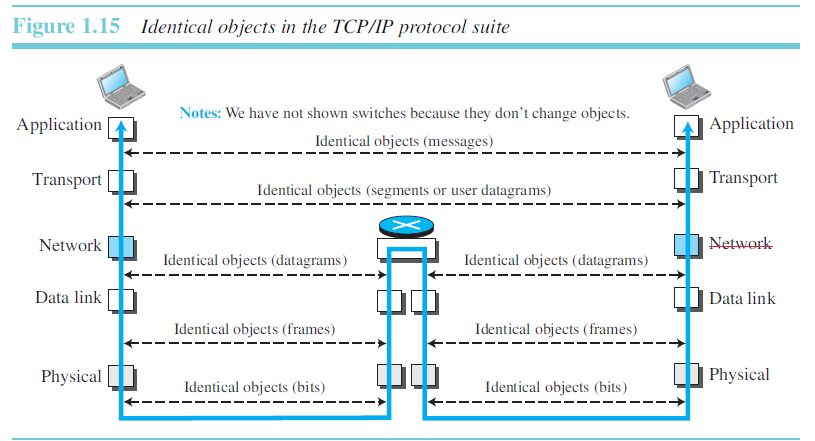 Figure 1.15 Identical objects in the TCP/IP protocol suite
Notes: We have not shown switches because they don't change objects.
Application
Application
Identical objects (messages)
Transport
Transport
Identical objects (segments or user datagrams)
Network
Network
Identical objects (datagrams)
Identical objects (datagrams)
Data link
Data link
Identical objects (frames)
Identical objects (frames)
Physical
Physical
Identical objects (bits)
Identical objects (bits)